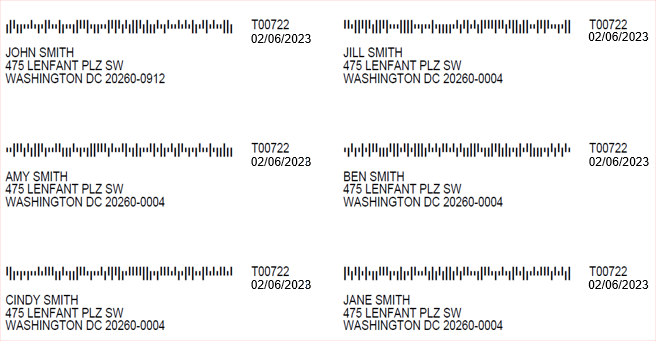 T00722
02/06/2023
JOHN SMITH
475 LENFANT PLZ SW
WASHINGTON DC 20260-0912
T00722
02/06/2023
JILL SMITH
475 LENFANT PLZ SW
WASHINGTON DC 20260-0004
T00722
02/06/2023
AMY SMITH
475 LENFANT PLZ SW
WASHINGTON DC 20260-0004
T00722
02/06/2023
BEN SMITH
475 LENFANT PLZ SW
WASHINGTON DC 20260-0004
T00722
02/06/2023
CINDY SMITH
475 LENFANT PLZ SW
WASHINGTON DC 20260-0004
T00722
02/06/2023
JANE SMITH
475 LENFANT PLZ SW
WASHINGTON DC 20260-0004